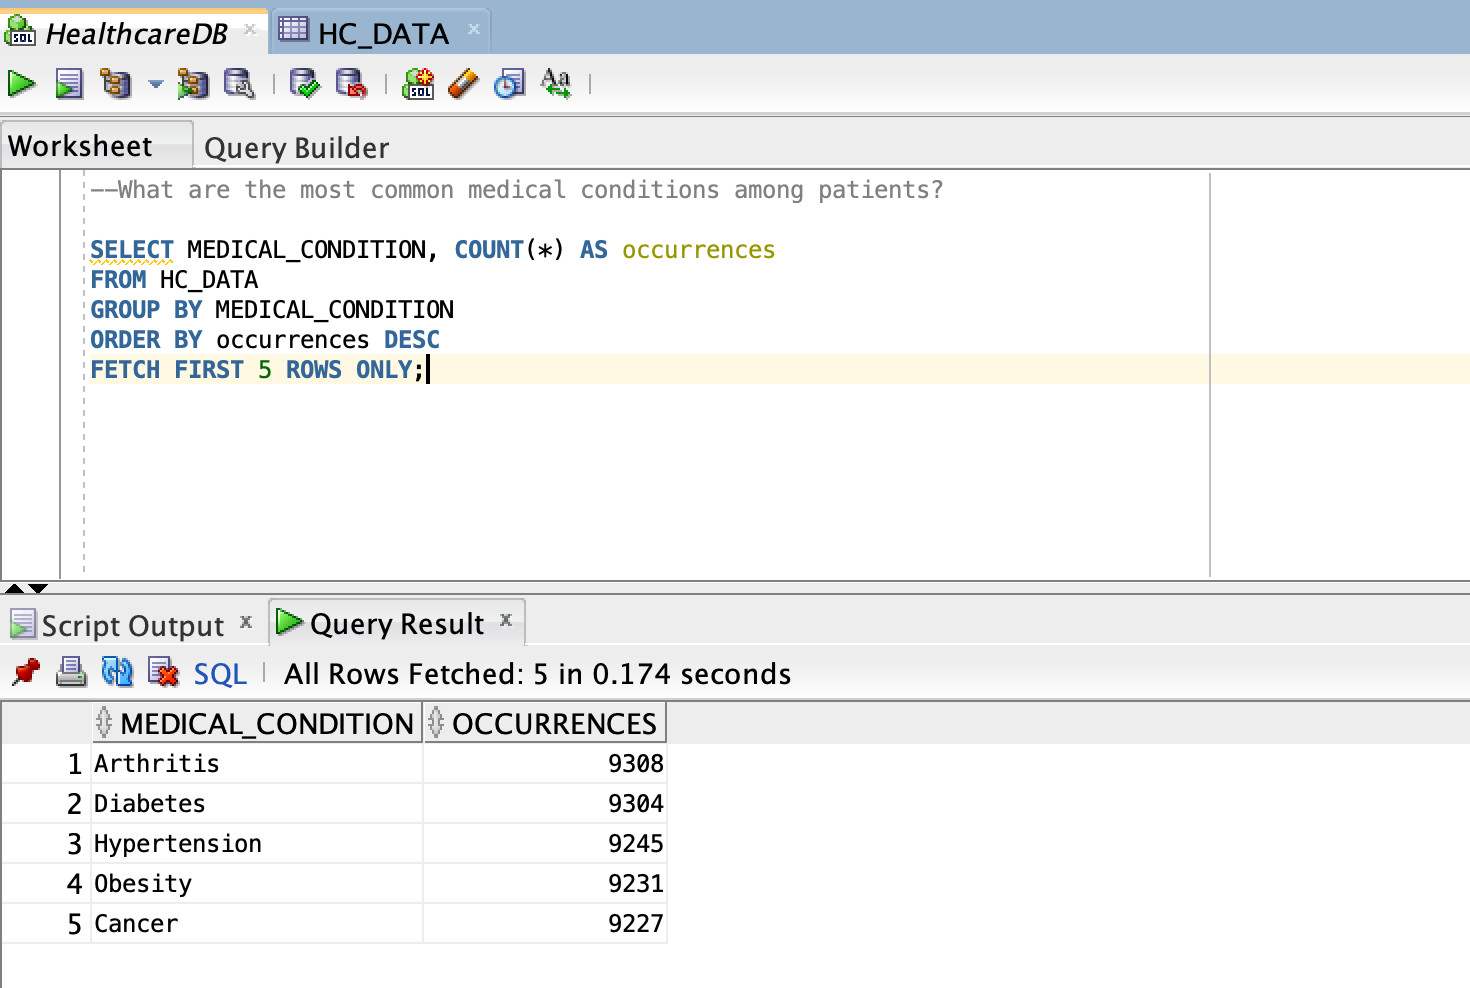 HealthcareDB
HC_DATA
Worksheet
Query Builder
--What are the most common medical conditions among patients?
SELECT MEDICAL_CONDITION, COUNT(*) AS occurrences
FROM HC_DATA
GROUP BY MEDICAL_CONDITION
ORDER BY occurrences DESC
FETCH FIRST 5 ROWS ONLY;
Script Output
Query Result
SQL
All Rows Fetched: 5 in 0.174 seconds
MEDICAL_CONDITION OCCURRENCES
1 Arthritis 9308
2 Diabetes 9304
3 Hypertension 9245
4 Obesity 9231
5 Cancer 9227